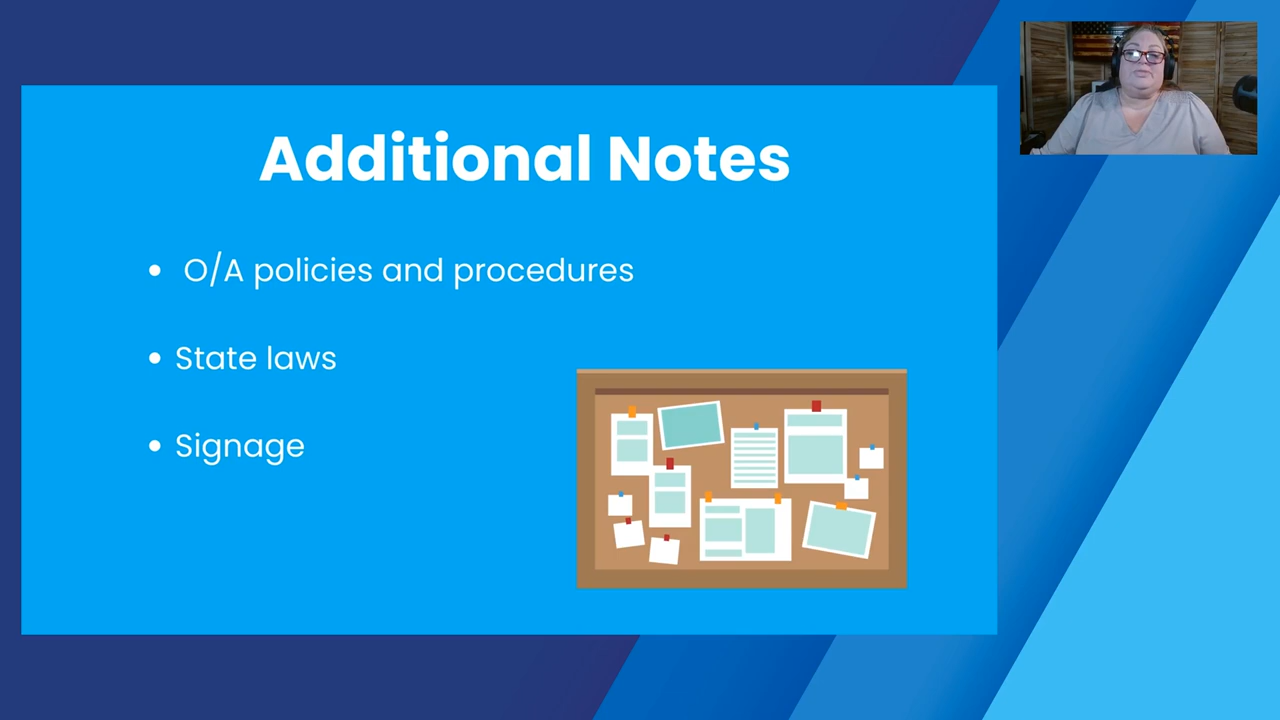 Additional Notes
• O/A policies and procedures
• State laws
• Signage